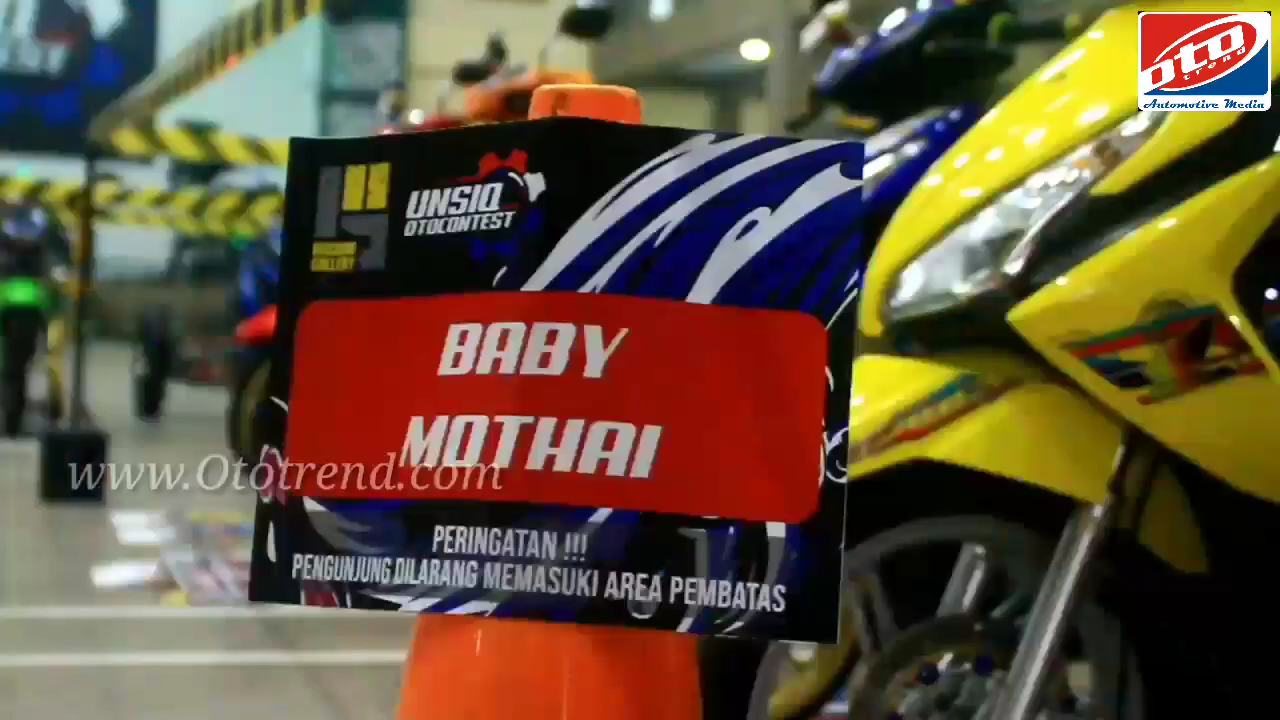 OTO
trend
Automotive Media
UNSIQ
OTOCONTEST
BABY
MOTHAI
www.Ototrend.com
PERINGATAN !!!
PENGUNJUNG DILARANG MEMASUKI AREA PEMBATAS